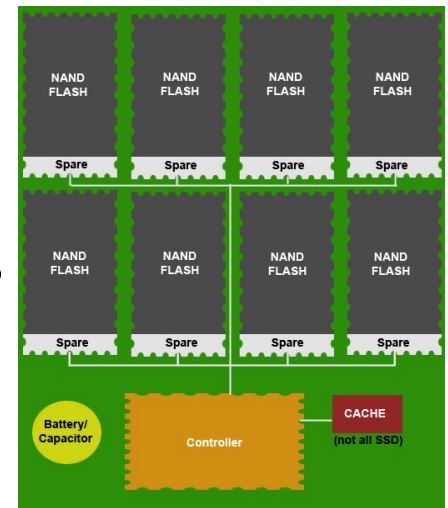 NAND
FLASH
NAND
FLASH
NAND
FLASH
NAND
FLASH
Spare
Spare
Spare
Spare
NAND
FLASH
NAND
FLASH
NAND
FLASH
NAND
FLASH
Spare
Spare
Spare
Spare
Battery/
Capacitor
Controller
CACHE
(not all SSD)